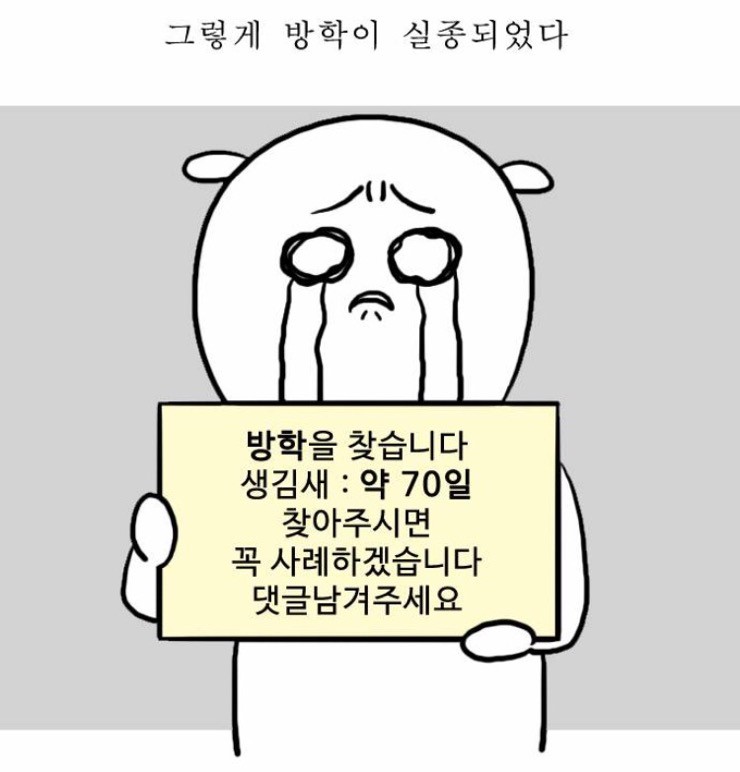 그렇게 방학이 실종되었다
방학을 찾습니다
생김새 : 약 70일
찾아주시면
꼭 사례하겠습니다
댓글남겨주세요